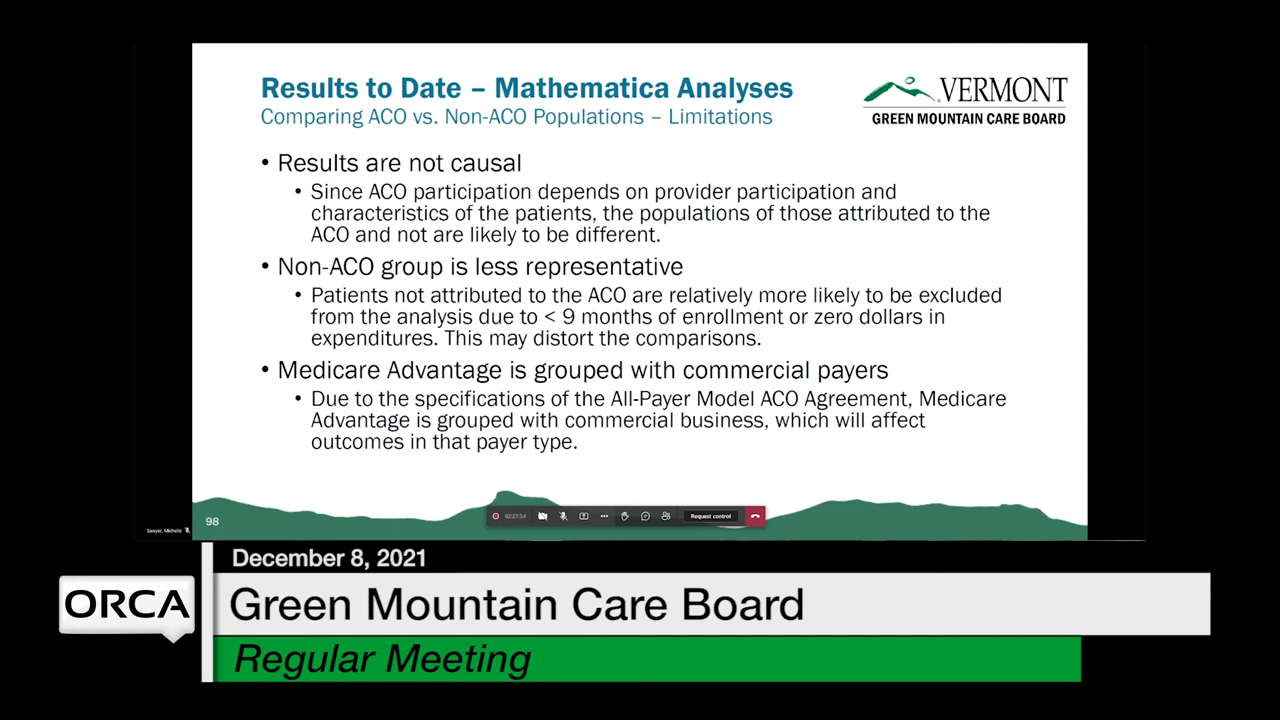 Results to Date – Mathematica Analyses
Comparing ACO vs. Non-ACO Populations – Limitations
VERMONT
GREEN MOUNTAIN CARE BOARD
• Results are not causal
• Since ACO participation depends on provider participation and
characteristics of the patients, the populations of those attributed to the
ACO and not are likely to be different.
• Non-ACO group is less representative
• Patients not attributed to the ACO are relatively more likely to be excluded
from the analysis due to < 9 months of enrollment or zero dollars in
expenditures. This may distort the comparisons.
• Medicare Advantage is grouped with commercial payers
• Due to the specifications of the All-Payer Model ACO Agreement, Medicare
Advantage is grouped with commercial business, which will affect
outcomes in that payer type.
98
02:27:54
Request control
Sawyer, Michelle
December 8, 2021
ORCA
Green Mountain Care Board
Regular Meeting